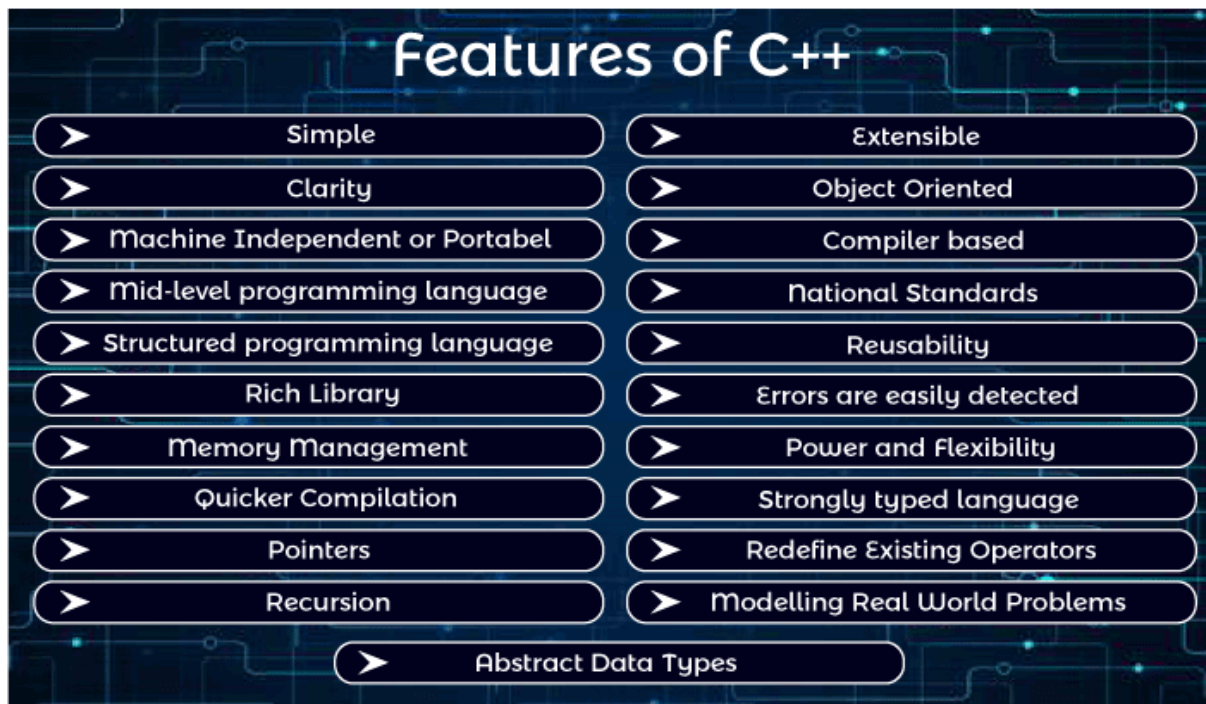 Features of C++
Simple
Clarity
Machine Independent or Portabel
Mid-level programming language
Structured programming language
Rich Library
Memory Management
Quicker Compilation
Pointers
Recursion
Extensible
Object Oriented
Compiler based
National Standards
Reusability
Errors are easily detected
Power and Flexibility
Strongly typed language
Redefine Existing Operators
Modelling Real World Problems
Abstract Data Types